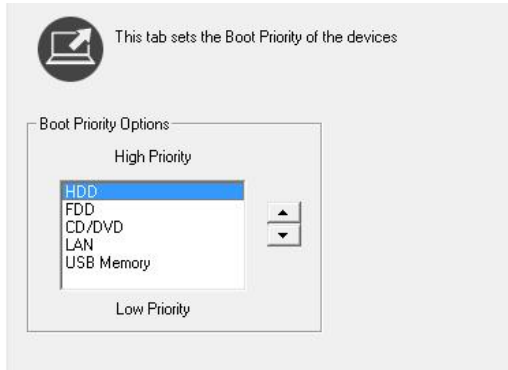 This tab sets the Boot Priority of the devices
Boot Priority Options
High Priority
HDD
FDD
CD/DVD
LAN
USB Memory
Low Priority